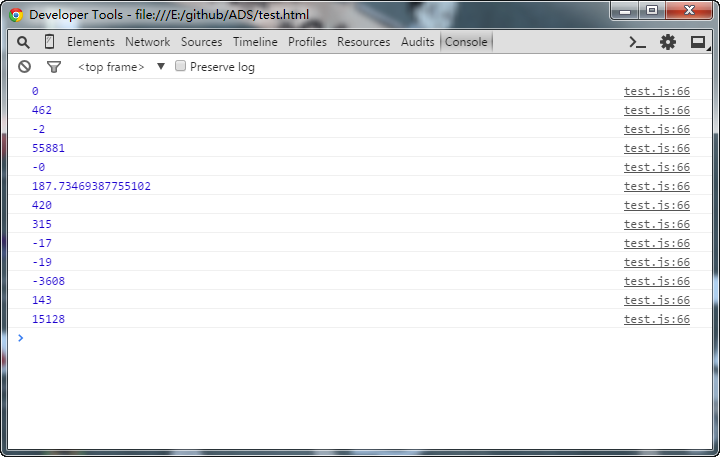 Developer Tools - file:///E:/github/ADS/test.html
Elements Network Sources Timeline Profiles Resources Audits Console
<top frame> ▼ Preserve log
0 test.js:66
462 test.js:66
-2 test.js:66
55881 test.js:66
-0 test.js:66
187.73469387755102 test.js:66
420 test.js:66
315 test.js:66
-17 test.js:66
-19 test.js:66
-3608 test.js:66
143 test.js:66
15128 test.js:66
>